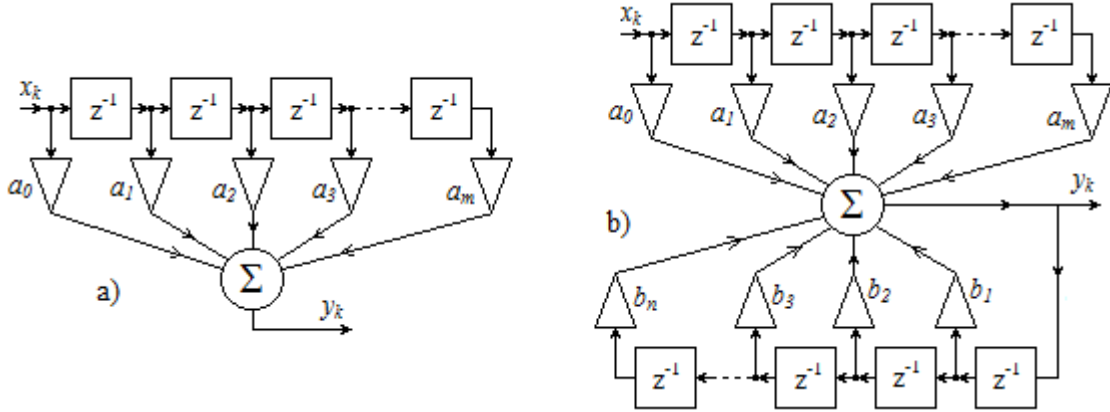 x_k z⁻¹ z⁻¹ z⁻¹ z⁻¹
a_0 a_1 a_2 a_3 a_m
Σ
a)
y_k
x_k z⁻¹ z⁻¹ z⁻¹ z⁻¹
a_0 a_1 a_2 a_3 a_m
Σ
y_k
b)
b_n b_3 b_2 b_1
z⁻¹ z⁻¹ z⁻¹ z⁻¹